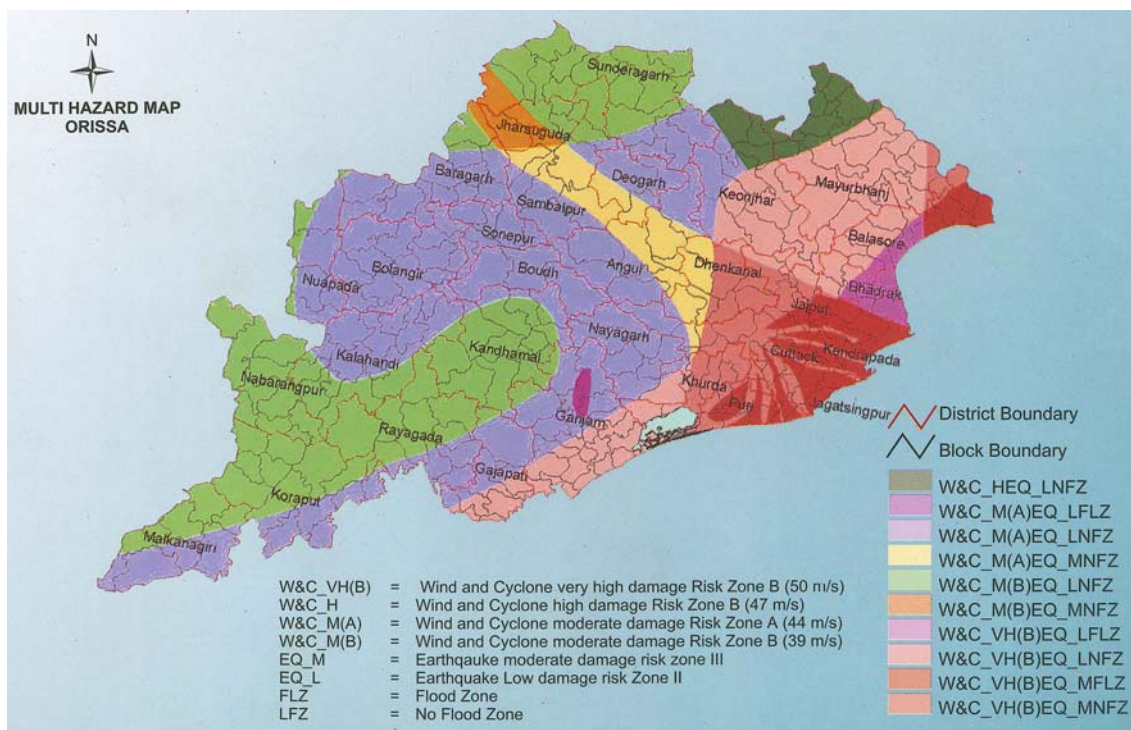 N
MULTI HAZARD MAP
ORISSA
Sunderagarh
Jharsuguda
Baragarh
Deogarh
Sambalpur
Keonjhar
Mayurbhanj
Sonepur
Balasore
Bolangir
Boudh
Angul
Dhenkanal
Nuapada
Bhadrak
Jajpur
Nayagarh
Kalahandi
Kandhamal
Cuttack
Kendrapada
Nabarangpur
Khurda
Puri
Jagatsingpur
Ganjam
Rayagada
Gajapati
Koraput
Malkanagiri
District Boundary
Block Boundary
W&C_HEQ_LNFZ
W&C_M(A)EQ_LFLZ
W&C_M(A)EQ_LNFZ
W&C_M(A)EQ_MNFZ
W&C_M(B)EQ_LNFZ
W&C_M(B)EQ_MNFZ
W&C_VH(B)EQ_LFLZ
W&C_VH(B)EQ_LNFZ
W&C_VH(B)EQ_MFLZ
W&C_VH(B)EQ_MNFZ
W&C_VH(B) = Wind and Cyclone very high damage Risk Zone B (50 m/s)
W&C_H = Wind and Cyclone high damage Risk Zone B (47 m/s)
W&C_M(A) = Wind and Cyclone moderate damage Risk Zone A (44 m/s)
W&C_M(B) = Wind and Cyclone moderate damage Risk Zone B (39 m/s)
EQ_M = Earthqauke moderate damage risk zone III
EQ_L = Earthquake Low damage risk Zone II
FLZ = Flood Zone
LFZ = No Flood Zone